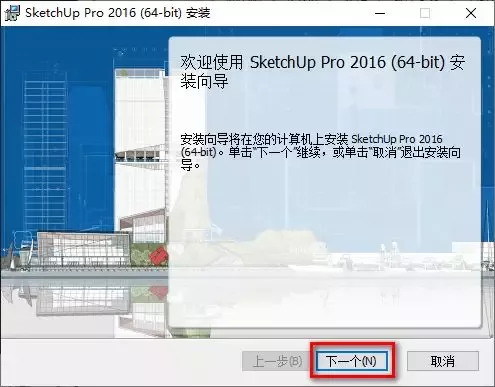 SketchUp Pro 2016 (64-bit) 安装
欢迎使用 SketchUp Pro 2016 (64-bit) 安
装向导
安装向导将在您的计算机上安装 SketchUp Pro 2016
(64-bit)。单击“下一个”继续，或单击“取消”退出安装向
导。
上一步(B)
下一个(N)
取消